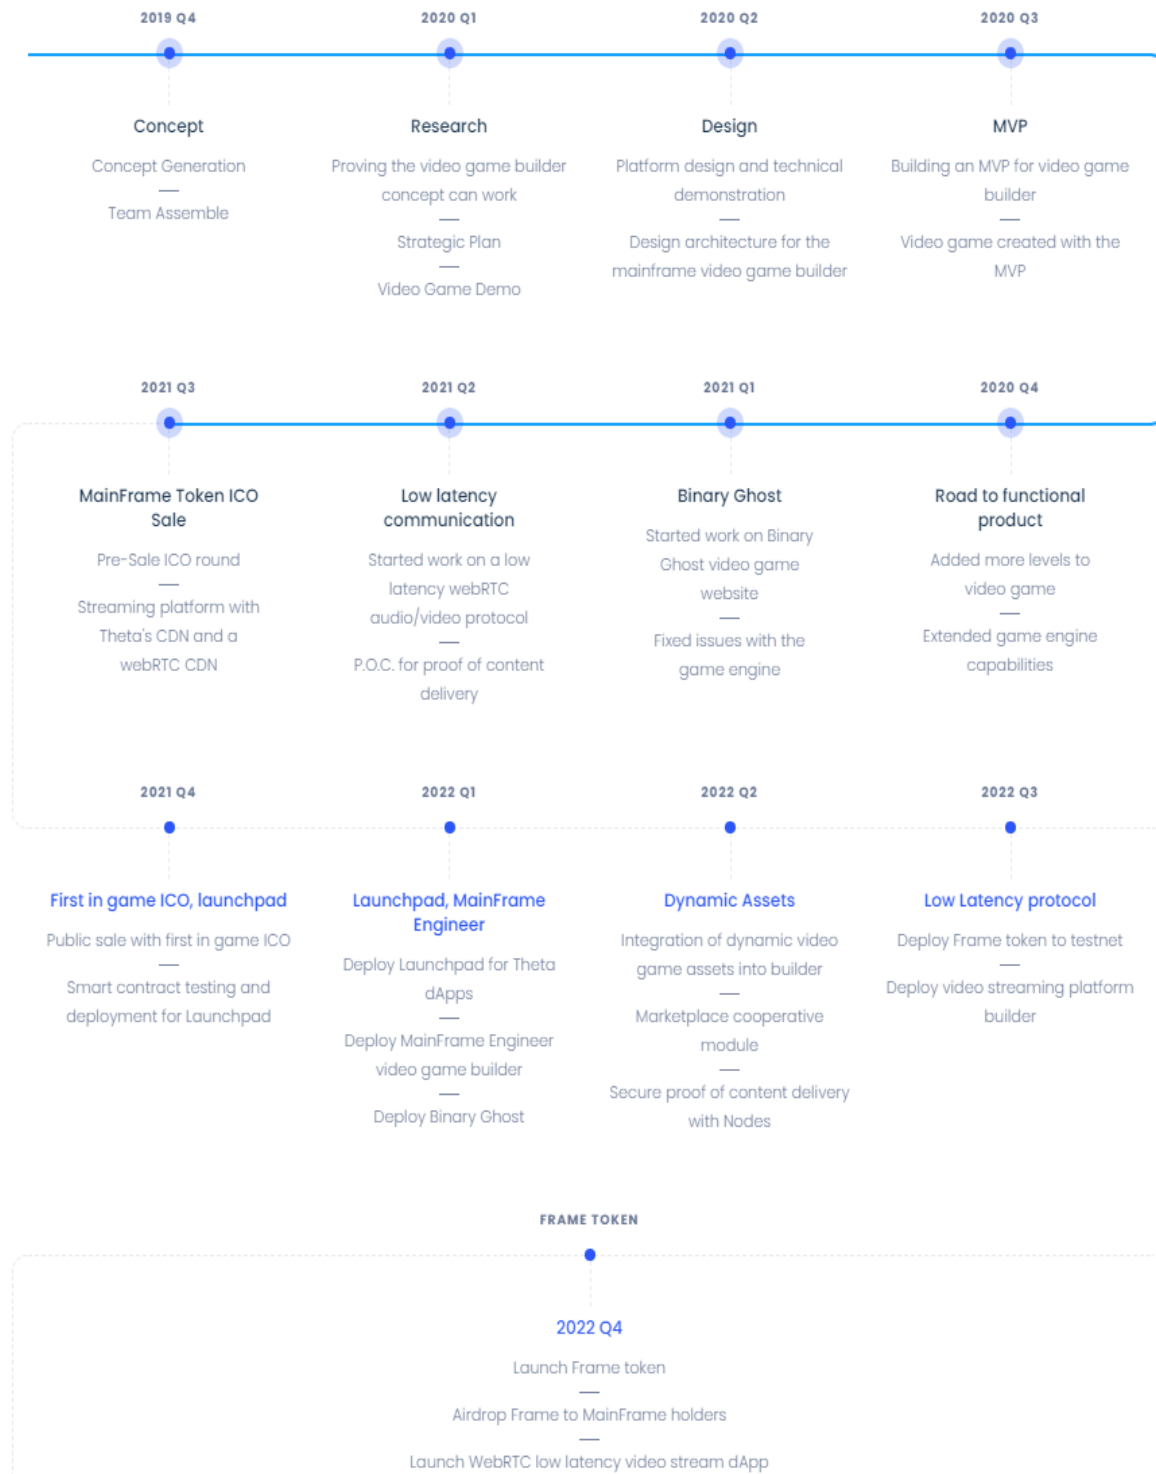 2019 Q4
Concept
Concept Generation
Team Assemble
2020 Q1
Research
Proving the video game builder
concept can work
Strategic Plan
Video Game Demo
2020 Q2
Design
Platform design and technical
demonstration
Design architecture for the
mainframe video game builder
2020 Q3
MVP
Building an MVP for video game
builder
Video game created with the
MVP
2021 Q3
MainFrame Token ICO
Sale
Pre-Sale ICO round
Streaming platform with
Theta's CDN and a
webRTC CDN
2021 Q2
Low latency
communication
Started work on a low
latency webRTC
audio/video protocol
P.O.C. for proof of content
delivery
2021 Q1
Binary Ghost
Started work on Binary
Ghost video game
website
Fixed issues with the
game engine
2020 Q4
Road to functional
product
Added more levels to
video game
Extended game engine
capabilities
2021 Q4
First in game ICO, launchpad
Public sale with first in game ICO
Smart contract testing and
deployment for Launchpad
2022 Q1
Launchpad, MainFrame
Engineer
Deploy Launchpad for Theta
dApps
Deploy MainFrame Engineer
video game builder
Deploy Binary Ghost
2022 Q2
Dynamic Assets
Integration of dynamic video
game assets into builder
Marketplace cooperative
module
Secure proof of content delivery
with Nodes
2022 Q3
Low Latency protocol
Deploy Frame token to testnet
Deploy video streaming platform
builder
FRAME TOKEN
2022 Q4
Launch Frame token
Airdrop Frame to MainFrame holders
Launch WebRTC low latency video stream dApp